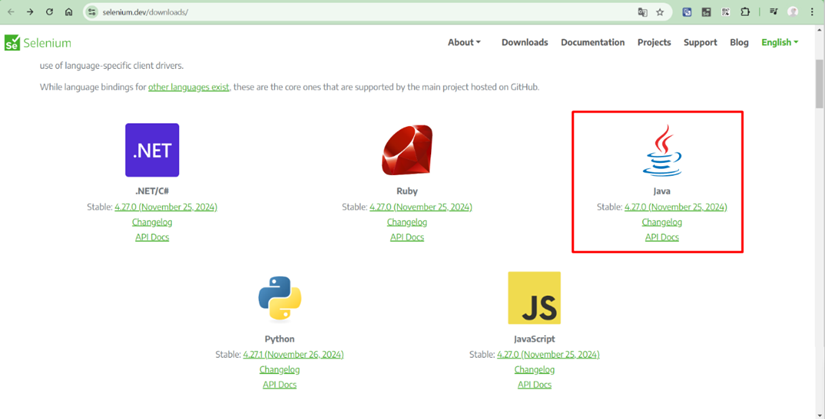 selenium.dev/downloads/
Se Selenium
About Downloads Documentation Projects Support Blog English
use of language-specific client drivers.
While language bindings for other languages exist, these are the core ones that are supported by the main project hosted on GitHub.
.NET
.NET/C#
Stable: 4.27.0 (November 25, 2024)
Changelog
API Docs
Ruby
Stable: 4.27.0 (November 25, 2024)
Changelog
API Docs
Java
Stable: 4.27.0 (November 25, 2024)
Changelog
API Docs
Python
Stable: 4.27.1 (November 26, 2024)
Changelog
API Docs
JS
JavaScript
Stable: 4.27.0 (November 25, 2024)
Changelog
API Docs